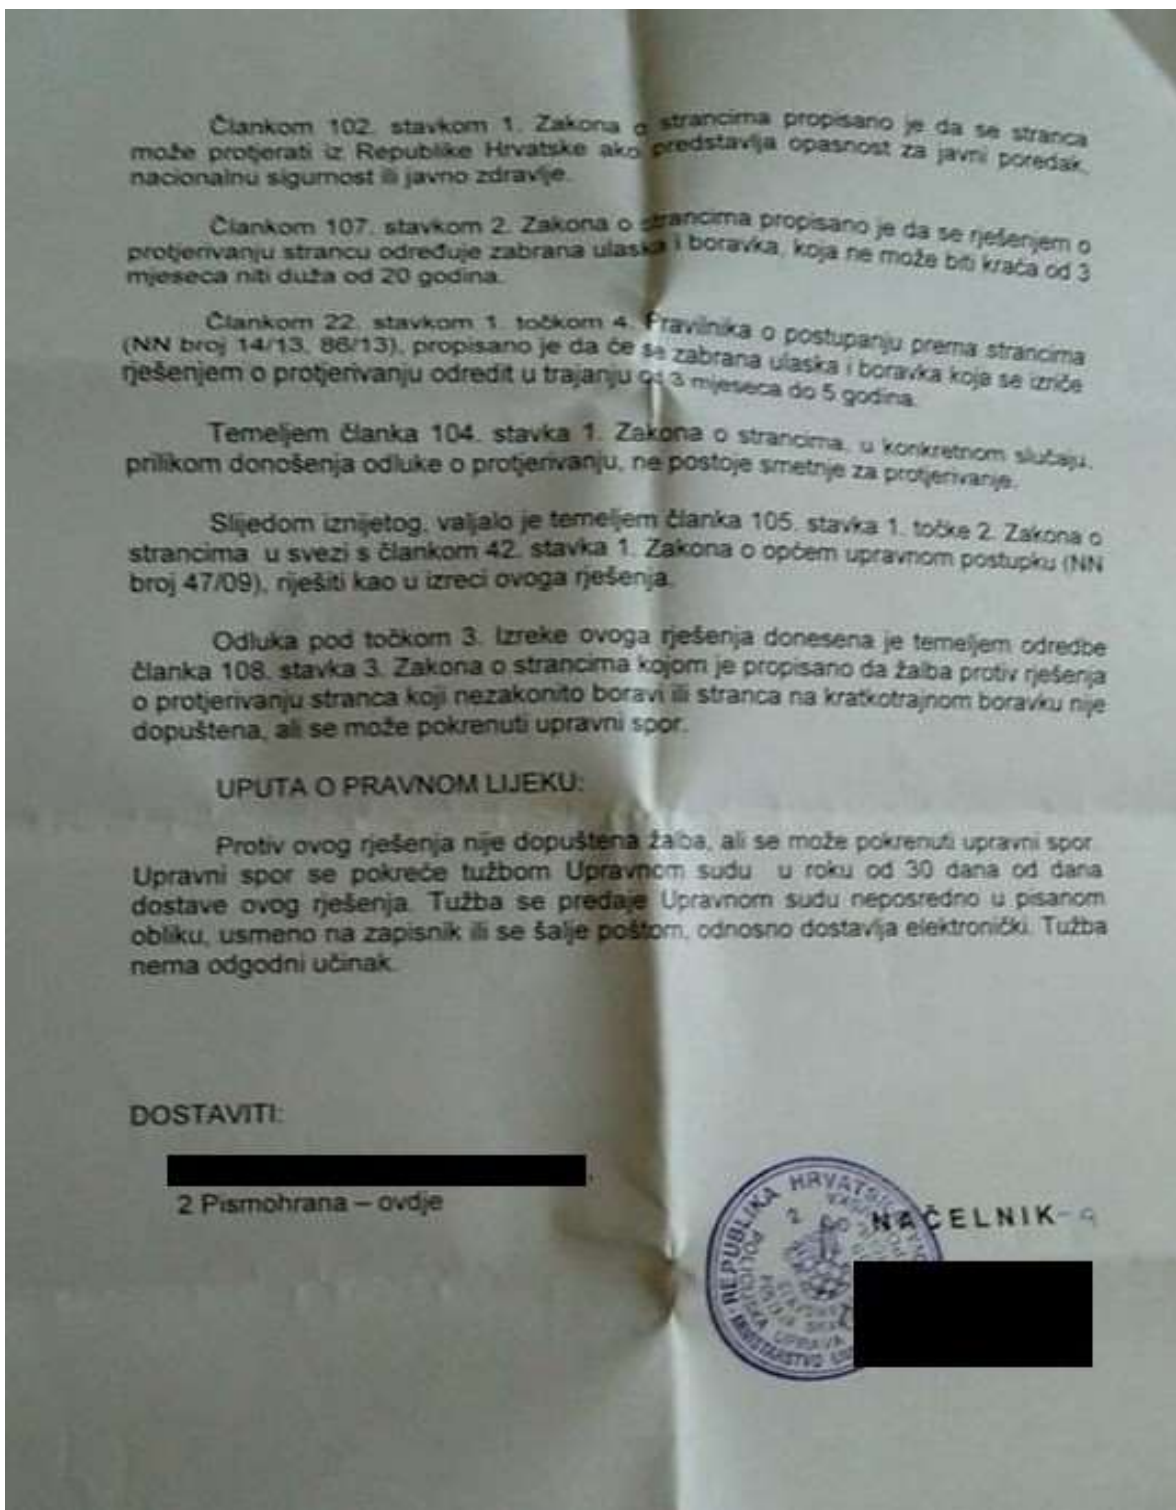 Člankom 102. stavkom 1. Zakona o strancima propisano je da se stranca
može protjerati iz Republike Hrvatske ako predstavlja opasnost za javni poredak,
nacionalnu sigurnost ili javno zdravlje.
Člankom 107. stavkom 2. Zakona o strancima propisano je da se rješenjem o
protjerivanju strancu određuje zabrana ulaska i boravka, koja ne može biti kraća od 3
mjeseca niti duža od 20 godina.
Člankom 22. stavkom 1. točkom 4. Pravilnika o postupanju prema strancima
(NN broj 14/13, 86/13), propisano je da će se zabrana ulaska i boravka koja se izriče
rješenjem o protjerivanju odredit u trajanju od 3 mjeseca do 5 godina.
Temeljem članka 104. stavka 1. Zakona o strancima, u konkretnom slučaju,
prilikom donošenja odluke o protjerivanju, ne postoje smetnje za protjerivanje.
Slijedom iznijetog, valjalo je temeljem članka 105. stavka 1. točke 2. Zakona o
strancima u svezi s člankom 42. stavka 1. Zakona o općem upravnom postupku (NN
broj 47/09), riješiti kao u izreci ovoga rješenja.
Odluka pod točkom 3. Izreke ovoga rješenja donesena je temeljem odredbe
članka 108. stavka 3. Zakona o strancima kojom je propisano da žalba protiv rješenja
o protjerivanju stranca koji nezakonito boravi ili stranca na kratkotrajnom boravku nije
dopuštena, ali se može pokrenuti upravni spor.
UPUTA O PRAVNOM LIJEKU:
Protiv ovog rješenja nije dopuštena žalba, ali se može pokrenuti upravni spor.
Upravni spor se pokreće tužbom Upravnom sudu u roku od 30 dana od dana
dostave ovog rješenja. Tužba se predaje Upravnom sudu neposredno u pisanom
obliku, usmeno na zapisnik ili se šalje poštom, odnosno dostavlja elektronički. Tužba
nema odgodni učinak.
DOSTAVITI:
2 Pismohrana – ovdje
NAČELNIK
REPUBLIKA HRVATSKA
POLICIJSKA UPRAVA